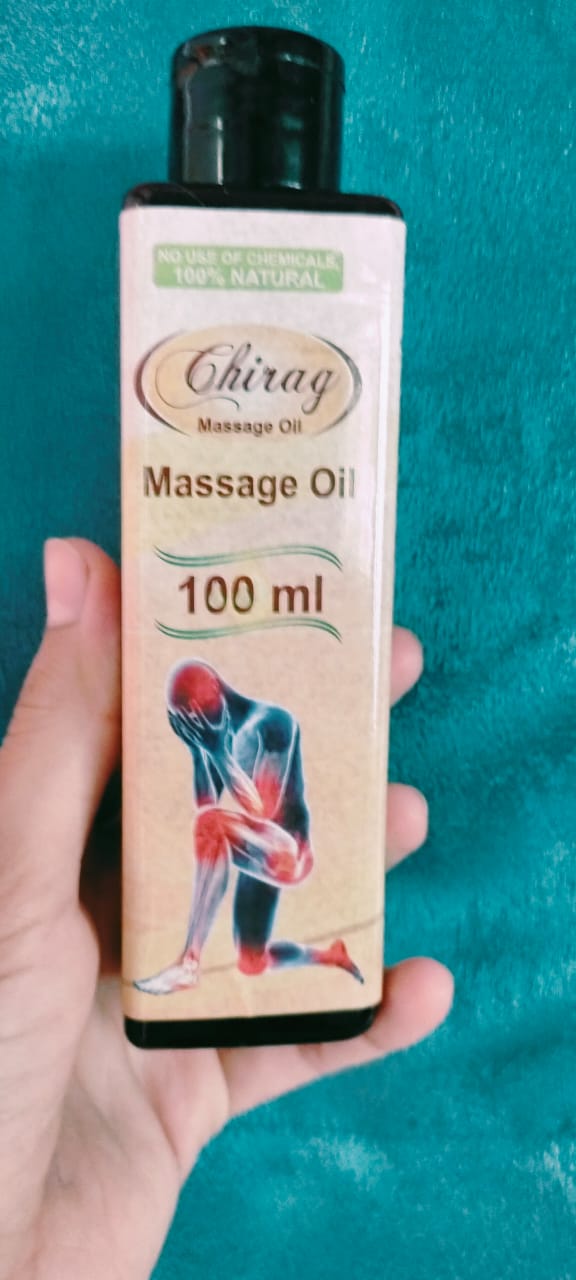 NO USE OF CHEMICALS,
100% NATURAL
Chirag
Massage Oil
Massage Oil
100 ml